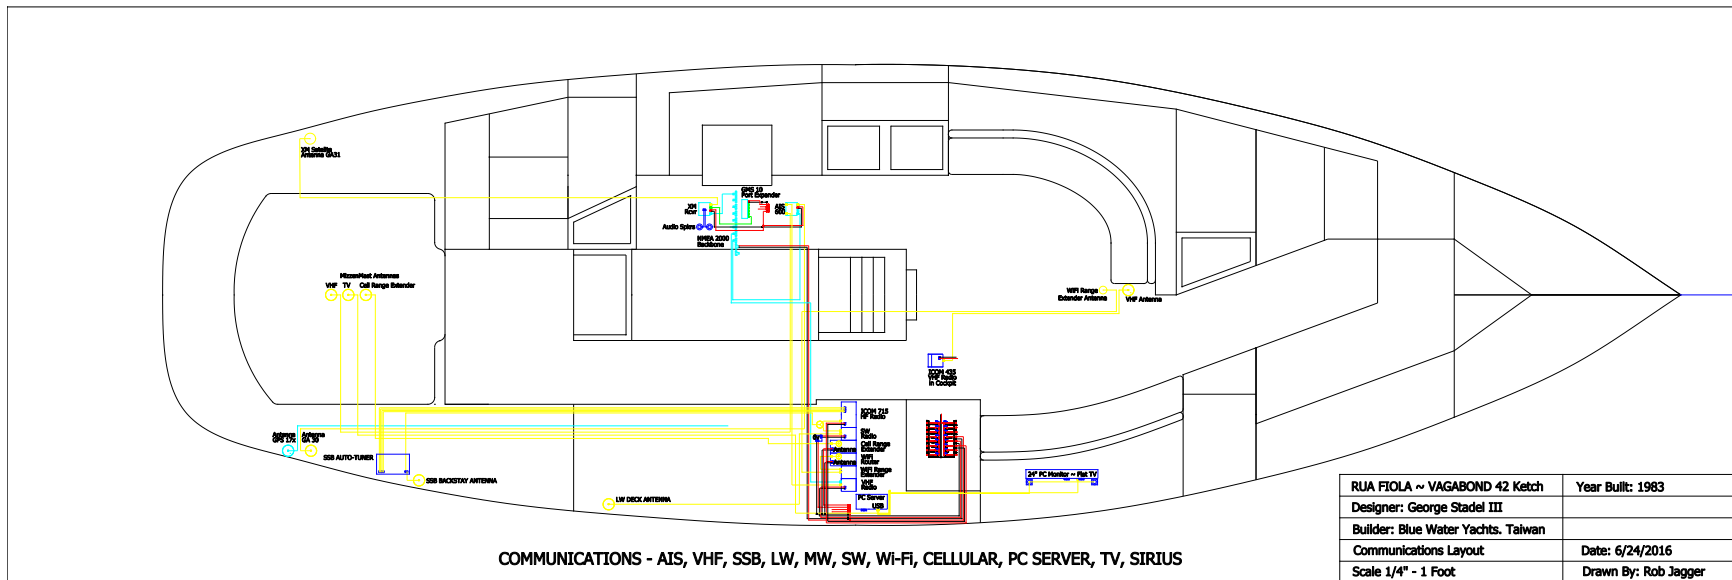 XM Satellite
Antenna GA31
GMS 10
Port Expander
XM
Rcvr
AIS
600
Audio Spkrs
NMEA 2000
Backbone
MizzenMast Antennas
VHF TV Cell Range Extender
WiFi Range
Extender Antenna
VHF Antenna
ICOM 435
VHF Radio
in Cockpit
ICOM 715
HF Radio
SW
Radio
Cell Range
Extender
Antenna
WiFi
Router
Antenna
WiFi Range
Extender
VHF
Radio
PC Server
USB
24" PC Monitor ~ Flat TV
Antenna
GPS 17x
Antenna
GA 30
SSB AUTO-TUNER
SSB BACKSTAY ANTENNA
LW DECK ANTENNA
COMMUNICATIONS - AIS, VHF, SSB, LW, MW, SW, Wi-Fi, CELLULAR, PC SERVER, TV, SIRIUS
RUA FIOLA ~ VAGABOND 42 Ketch
Year Built: 1983
Designer: George Stadel III
Builder: Blue Water Yachts. Taiwan
Communications Layout
Date: 6/24/2016
Scale 1/4" - 1 Foot
Drawn By: Rob Jagger